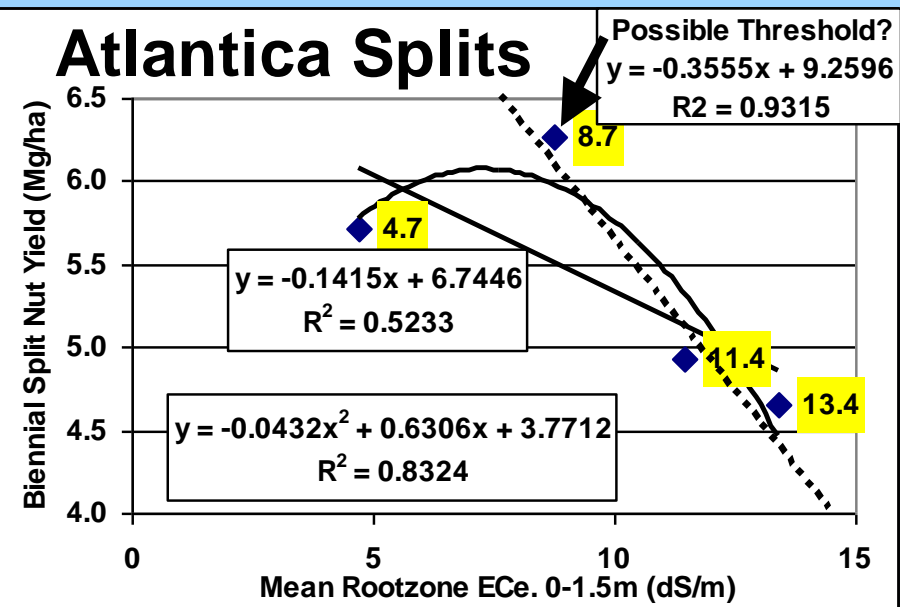 Atlantica Splits
Possible Threshold?
y = -0.3555x + 9.2596
R2 = 0.9315
Biennial Split Nut Yield (Mg/ha)
6.5
6.0
5.5
5.0
4.5
4.0
8.7
4.7
y = -0.1415x + 6.7446
R² = 0.5233
11.4
13.4
y = -0.0432x² + 0.6306x + 3.7712
R² = 0.8324
0 5 10 15
Mean Rootzone ECe. 0-1.5m (dS/m)